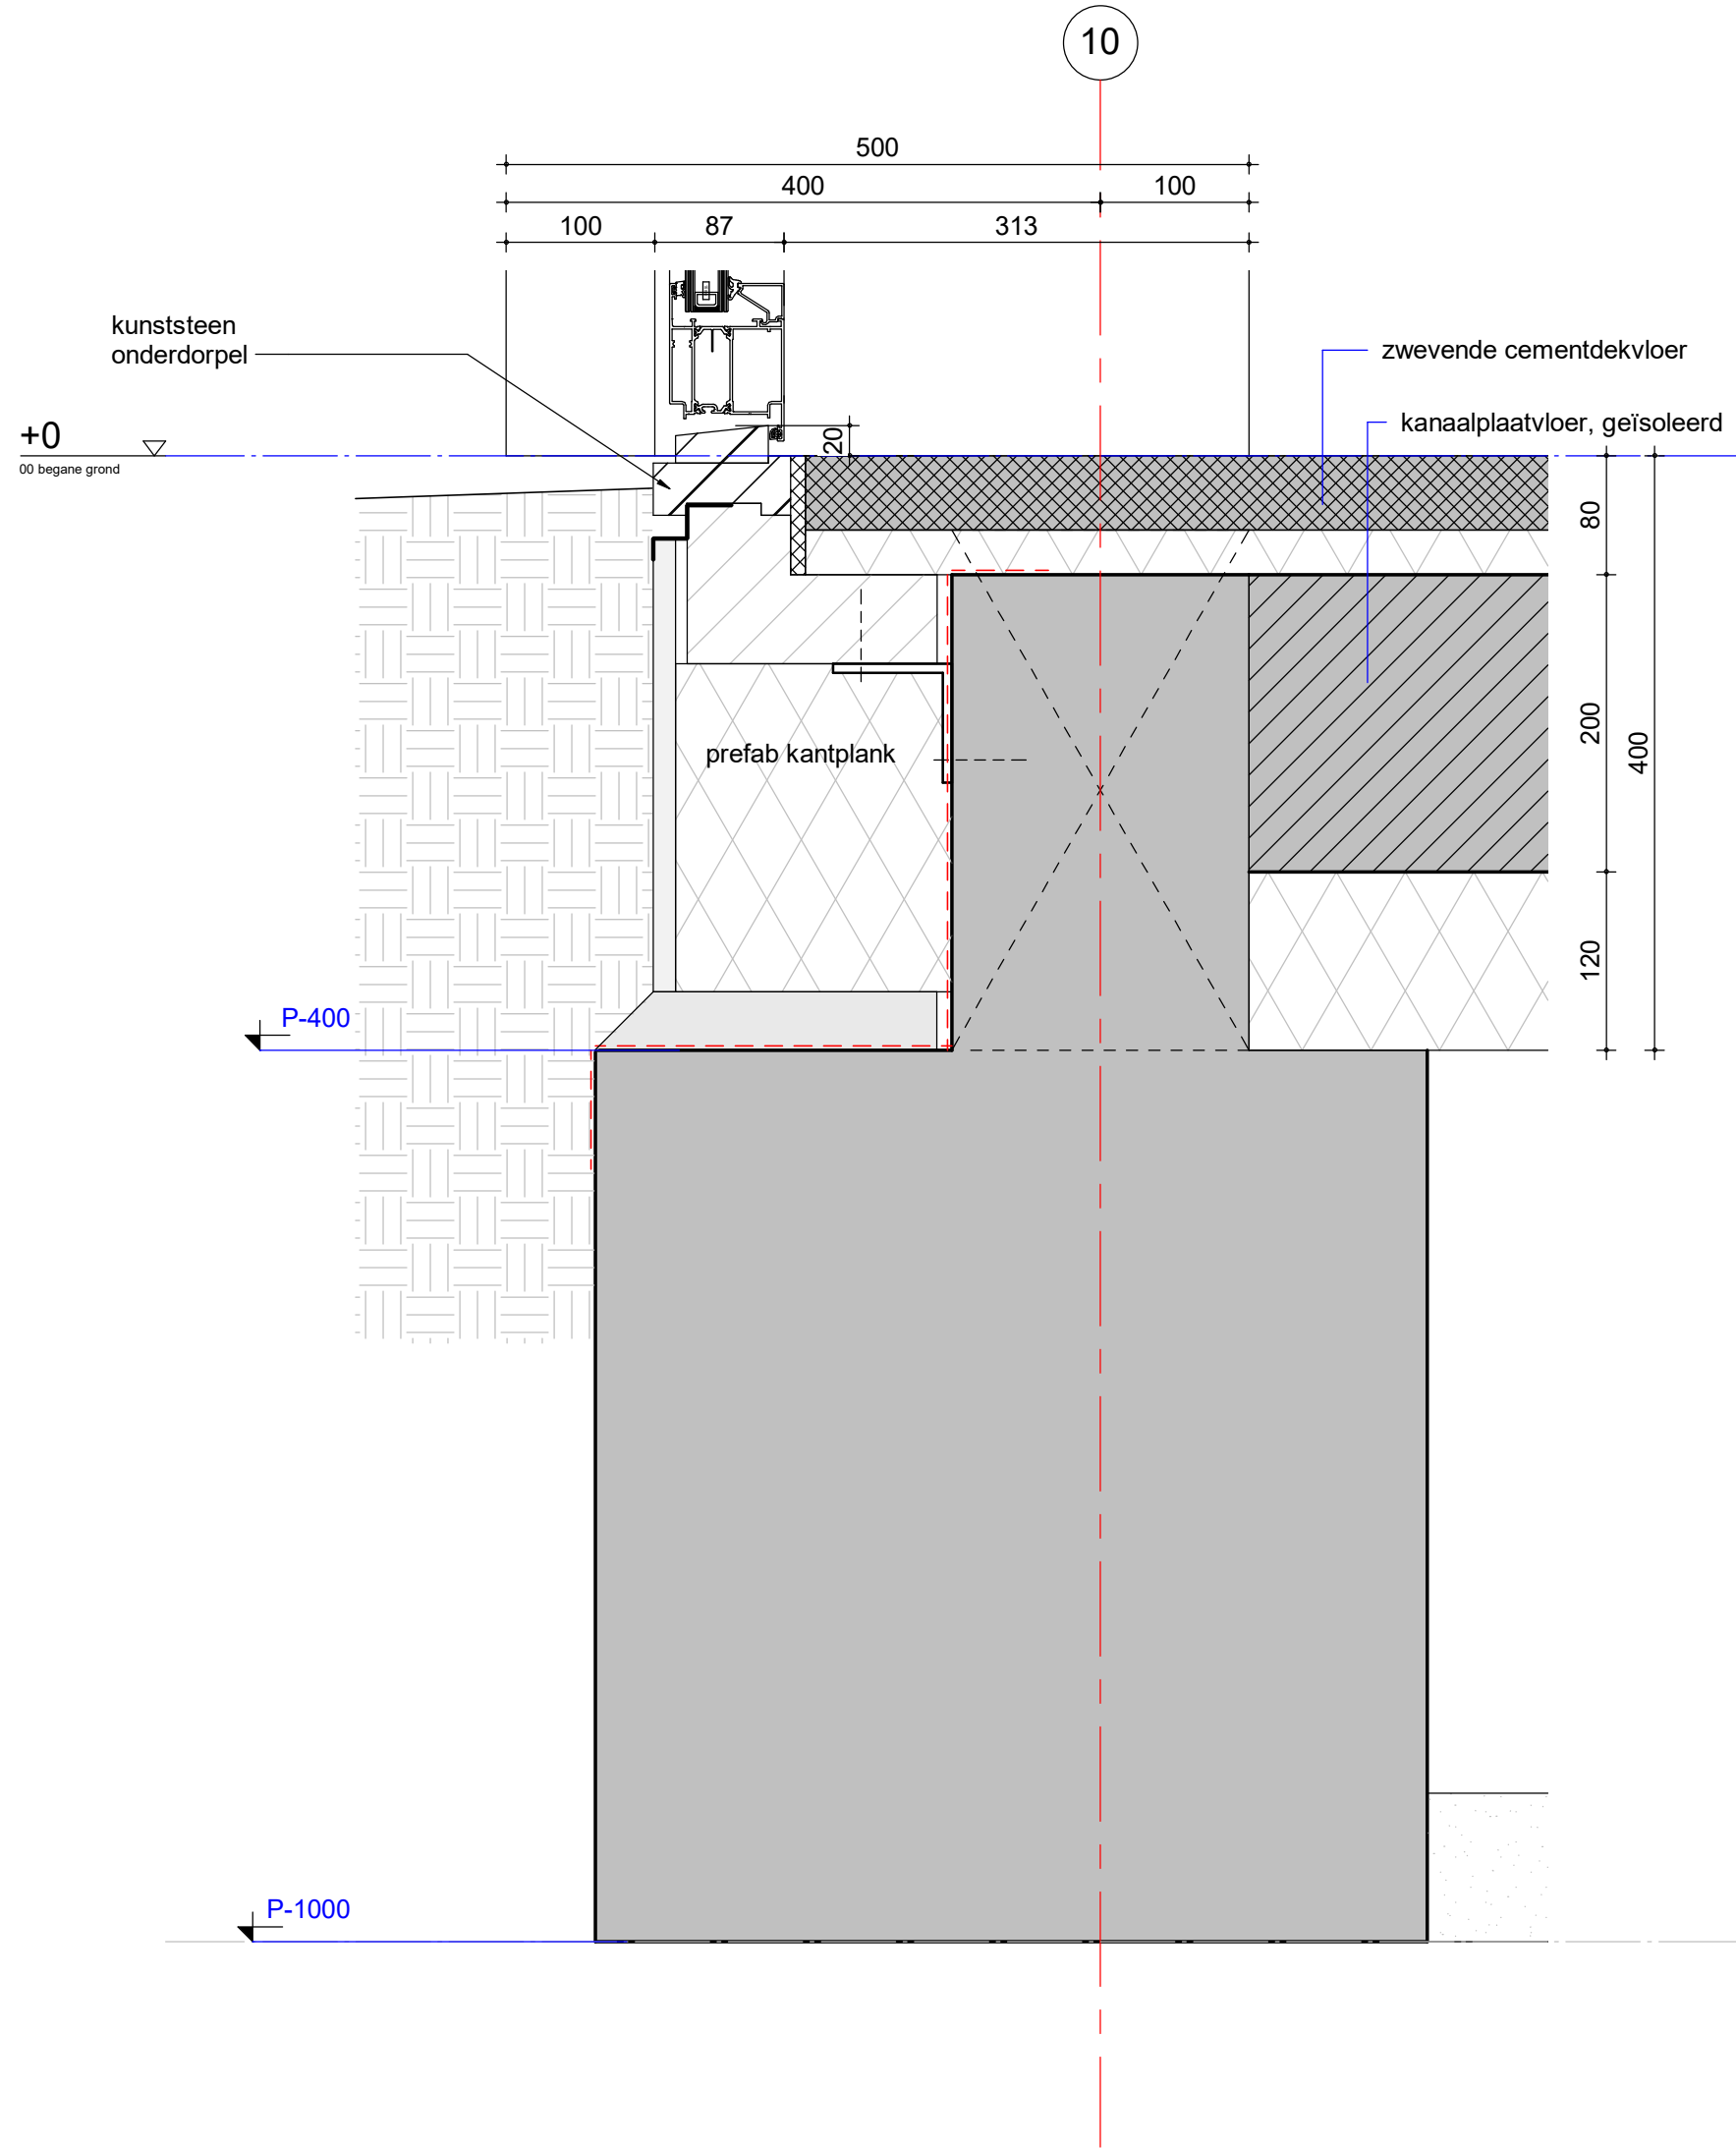 10
500
400
100
100
87
313
kunststeen
onderdorpel
zwevende cementdekvloer
kanaalplaatvloer, geïsoleerd
+0
00 begane grond
20
80
200
400
120
prefab kantplank
P-400
P-1000